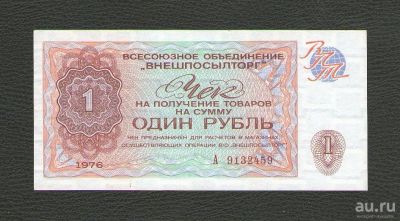 ВСЕСОЮЗНОЕ ОБЪЕДИНЕНИЕ
"ВНЕШПОСЫЛТОРГ"
ВПТ
Чек
1
НА ПОЛУЧЕНИЕ ТОВАРОВ
НА СУММУ
ОДИН РУБЛЬ
ЧЕК ПРЕДНАЗНАЧЕН ДЛЯ РАСЧЕТОВ В МАГАЗИНАХ,
ОСУЩЕСТВЛЯЮЩИХ ОПЕРАЦИИ В/О „ВНЕШПОСЫЛТОРГ"
1976
А 9132459
1
au.ru